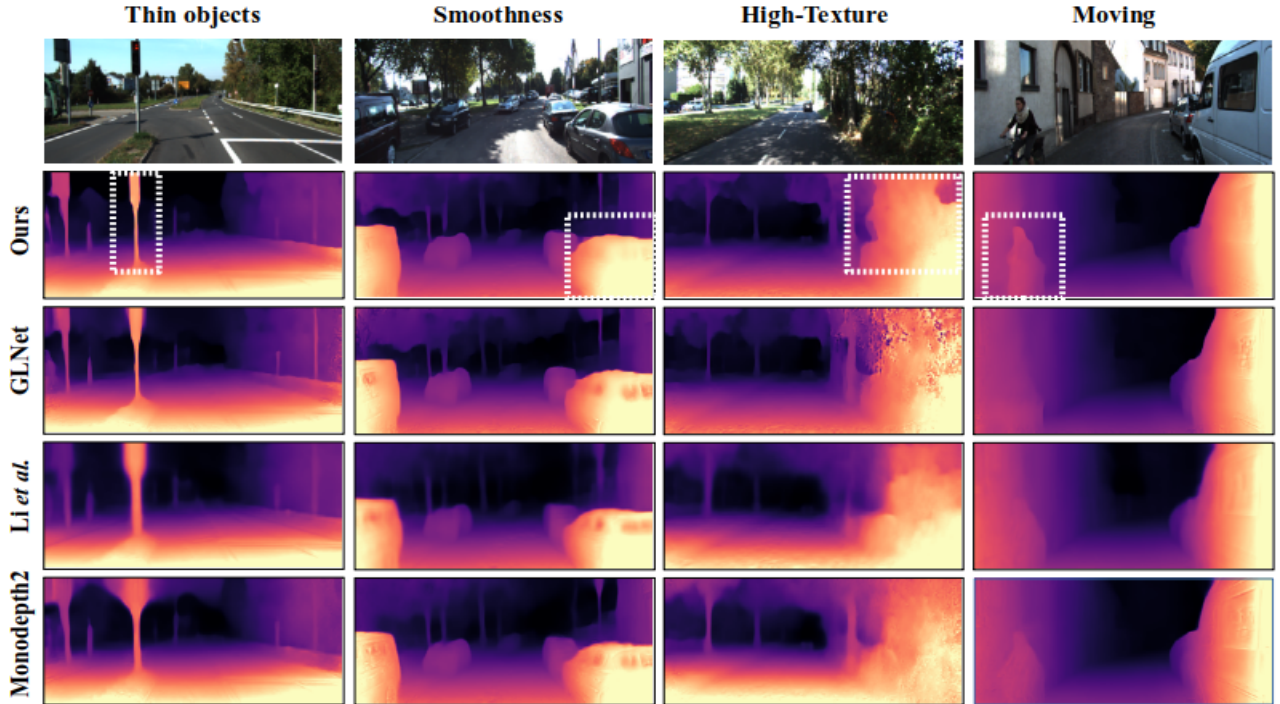 Thin objects
Smoothness
High-Texture
Moving
Ours
GLNet
Li et al.
Monodepth2